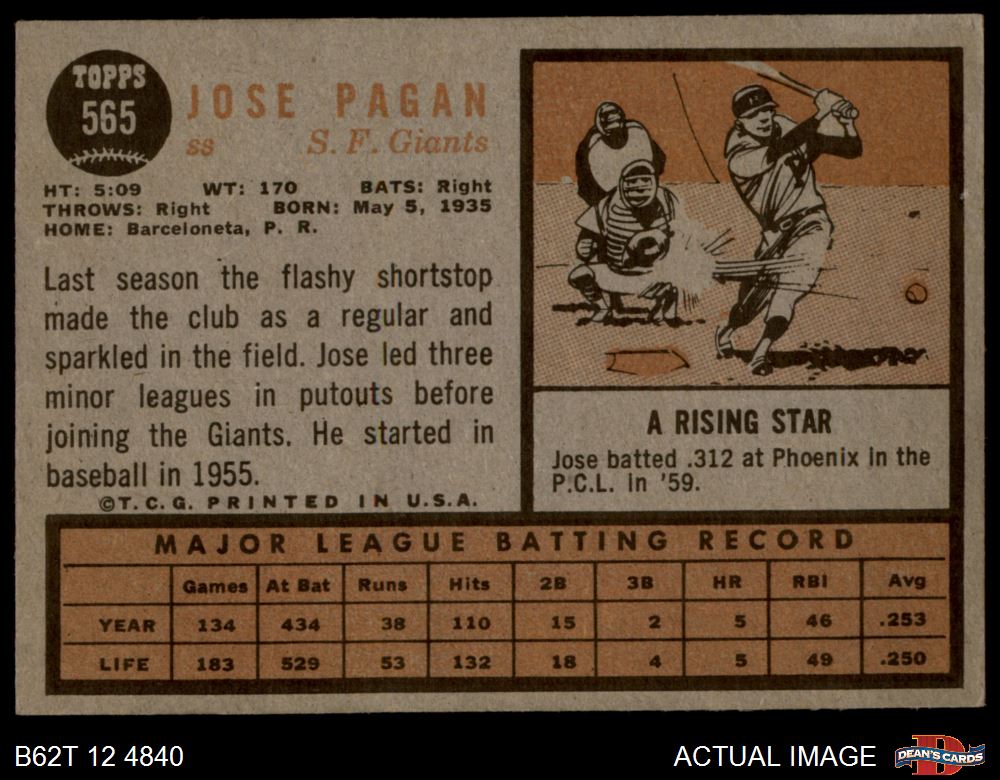 TOPPS
565
JOSE PAGAN
SS S. F. Giants
HT: 5:09 WT: 170 BATS: Right
THROWS: Right BORN: May 5, 1935
HOME: Barceloneta, P. R.
Last season the flashy shortstop
made the club as a regular and
sparkled in the field. Jose led three
minor leagues in putouts before
joining the Giants. He started in
baseball in 1955.
©T.C.G. PRINTED IN U.S.A.
A RISING STAR
Jose batted .312 at Phoenix in the
P.C.L. in '59.
MAJOR LEAGUE BATTING RECORD
Games At Bat Runs Hits 2B 3B HR RBI Avg
YEAR 134 434 38 110 15 2 5 46 .253
LIFE 183 529 53 132 18 4 5 49 .250
B62T 12 4840
ACTUAL IMAGE
D
DEAN'S CARDS